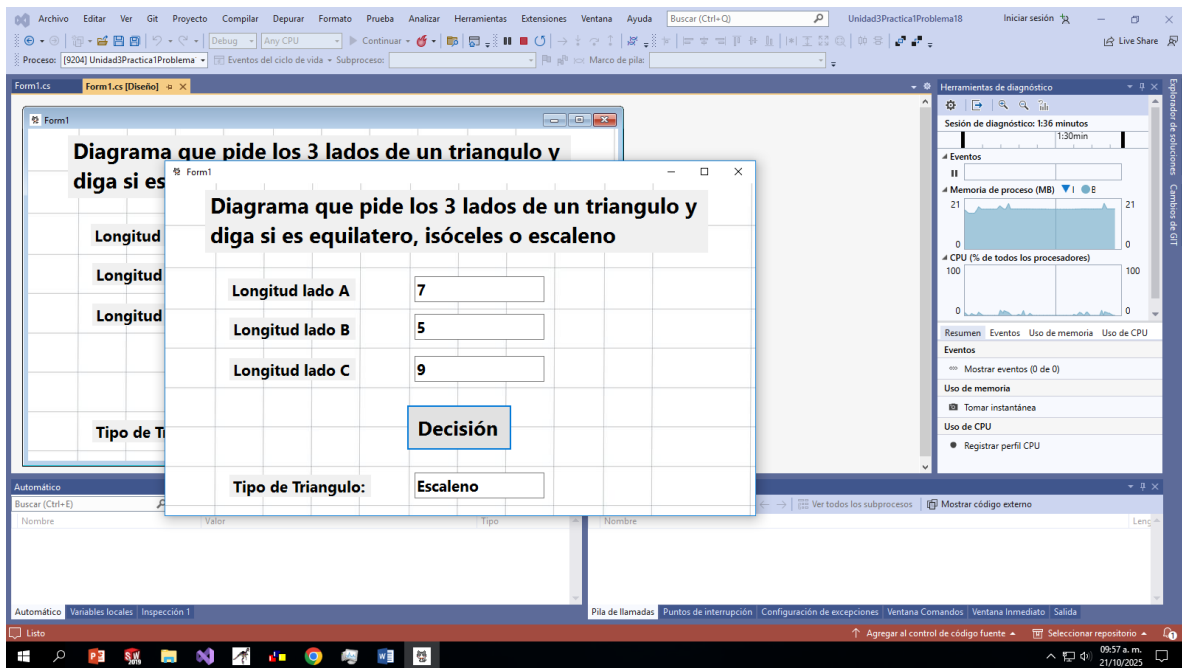 Archivo Editar Ver Git Proyecto Compilar Depurar Formato Prueba Analizar Herramientas Extensiones Ventana Ayuda Buscar (Ctrl+Q) Unidad3Practica1Problema18 Iniciar sesión
Debug Any CPU Continuar Live Share
Proceso: [9204] Unidad3Practica1Problema Eventos del ciclo de vida Subproceso: Marco de pila:
Form1.cs Form1.cs [Diseño]
Form1
Diagrama que pide los 3 lados de un triangulo y
diga si es
Longitud
Longitud
Longitud
Tipo de T
Form1
Diagrama que pide los 3 lados de un triangulo y
diga si es equilatero, isóceles o escaleno
Longitud lado A 7
Longitud lado B 5
Longitud lado C 9
Decisión
Tipo de Triangulo: Escaleno
Herramientas de diagnóstico
Sesión de diagnóstico: 1:36 minutos
1:30min
Eventos
Memoria de proceso (MB) I B
21 21
0 0
CPU (% de todos los procesadores)
100 100
0 0
Resumen Eventos Uso de memoria Uso de CPU
Eventos
Mostrar eventos (0 de 0)
Uso de memoria
Tomar instantánea
Uso de CPU
Registrar perfil CPU
Explorador de soluciones
Cambios de GIT
Automático
Buscar (Ctrl+E)
Nombre Valor Tipo
Ver todos los subprocesos Mostrar código externo
Nombre Leng
Automático Variables locales Inspección 1
Pila de llamadas Puntos de interrupción Configuración de excepciones Ventana Comandos Ventana Inmediato Salida
Listo Agregar al control de código fuente Seleccionar repositorio
09:57 a. m.
21/10/2025